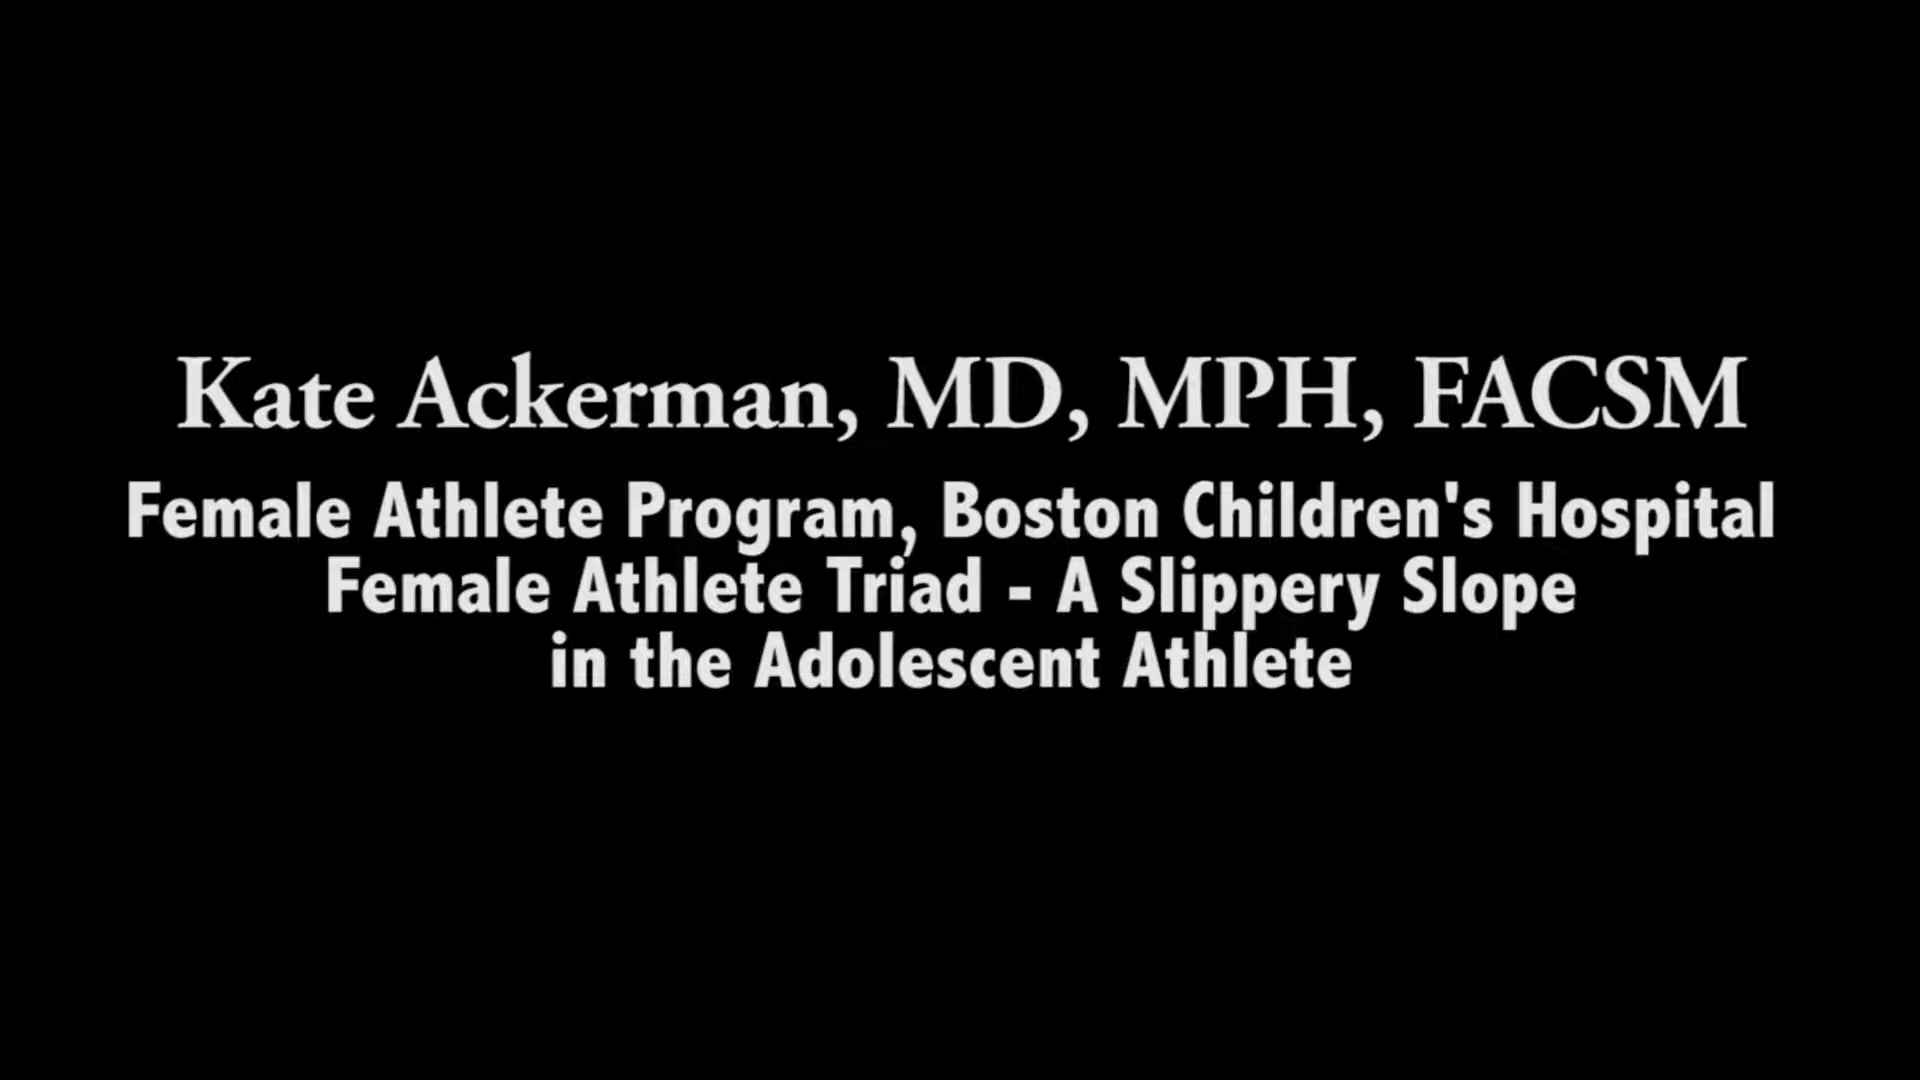 Kate Ackerman, MD, MPH, FACSM
Female Athlete Program, Boston Children's Hospital
Female Athlete Triad - A Slippery Slope
in the Adolescent Athlete